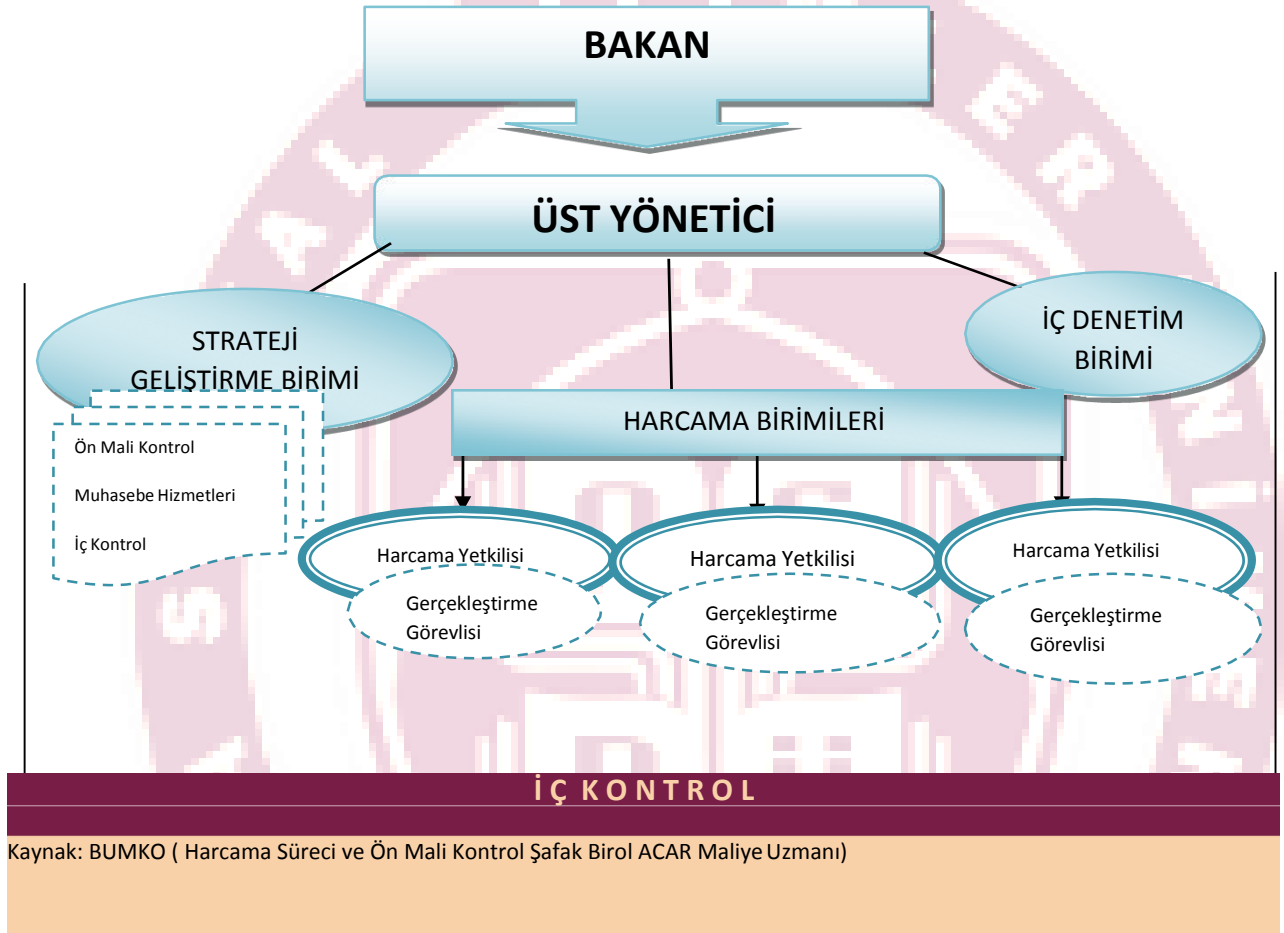 BAKAN
ÜST YÖNETİCİ
STRATEJİ
GELİŞTİRME BİRİMİ
İÇ DENETİM
BİRİMİ
HARCAMA BİRİMİLERİ
Ön Mali Kontrol
Muhasebe Hizmetleri
İç Kontrol
Harcama Yetkilisi
Gerçekleştirme
Görevlisi
Harcama Yetkilisi
Gerçekleştirme
Görevlisi
Harcama Yetkilisi
Gerçekleştirme
Görevlisi
İ Ç K O N T R O L
Kaynak: BUMKO ( Harcama Süreci ve Ön Mali Kontrol Şafak Birol ACAR Maliye Uzmanı)